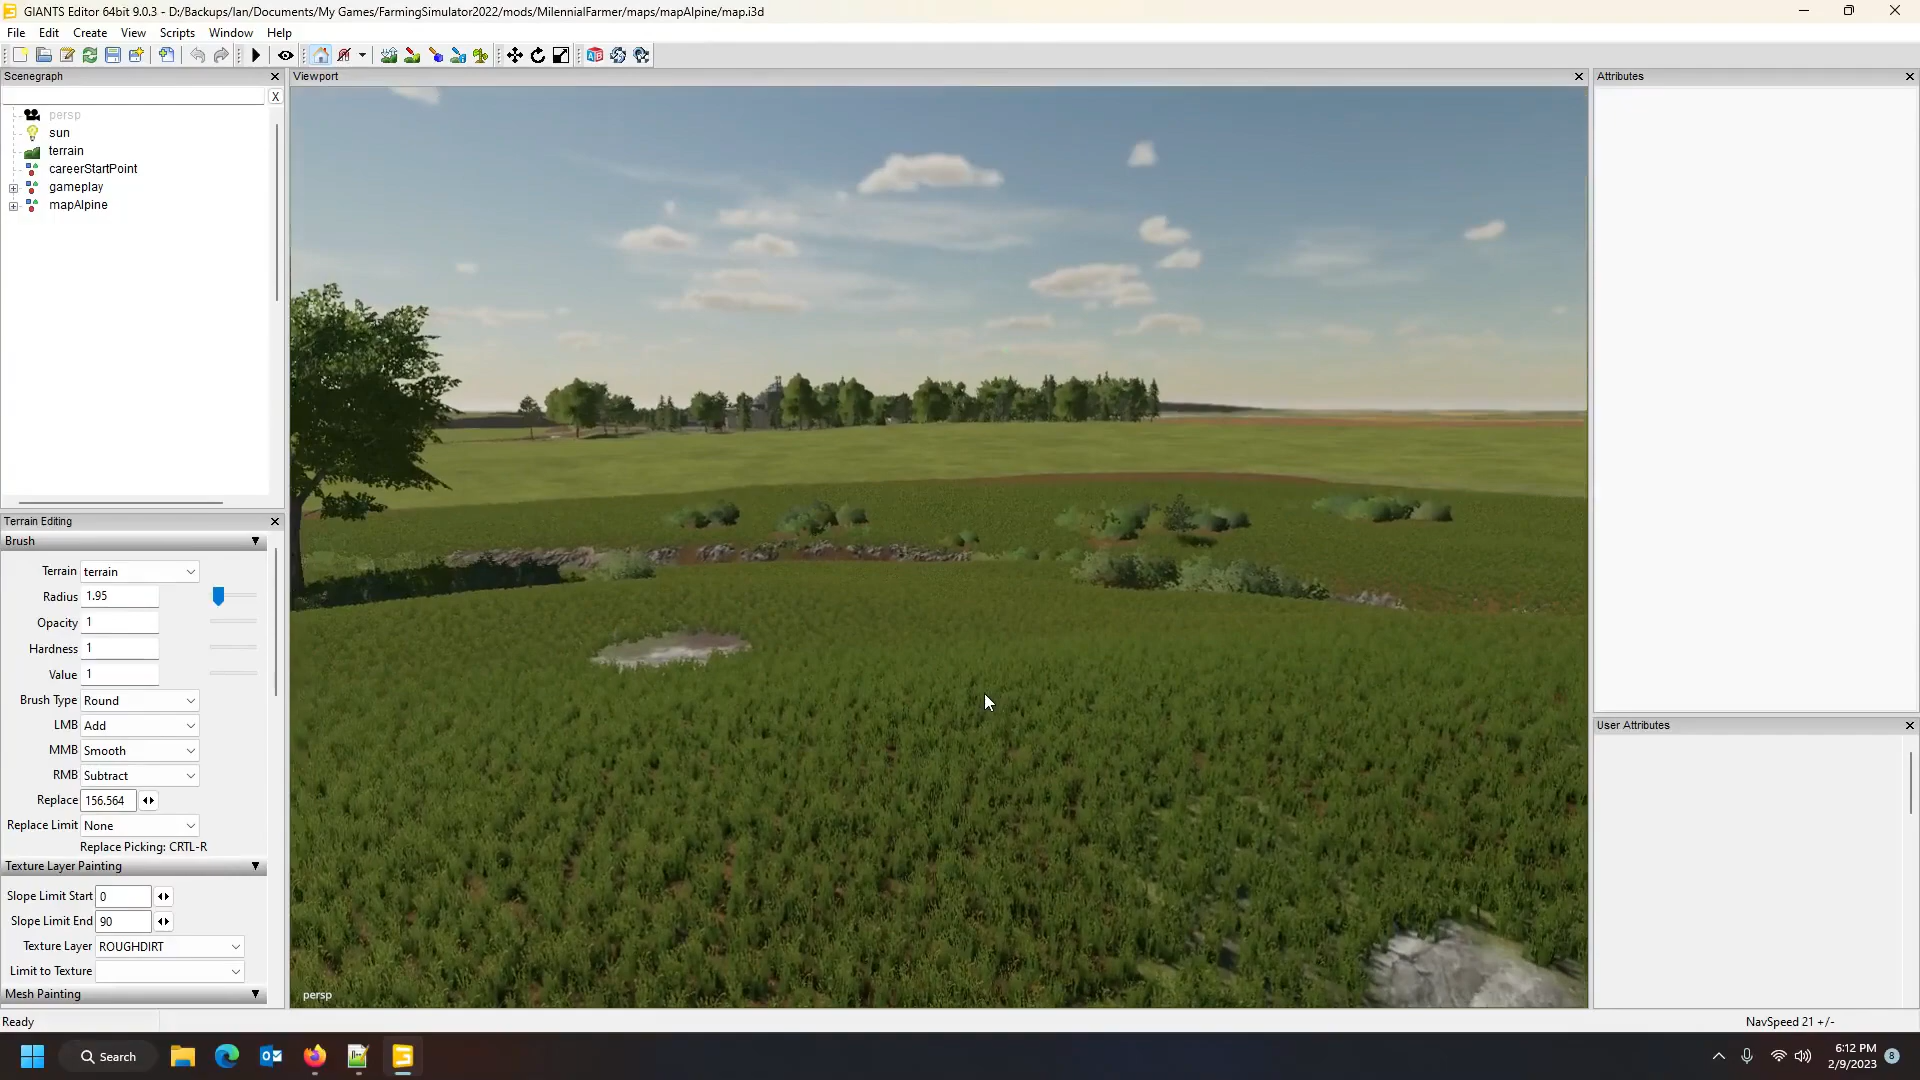 GIANTS Editor 64bit 9.0.3 - D:/Backups/Ian/Documents/My Games/FarmingSimulator2022/mods/MilennialFarmer/maps/mapAlpine/map.i3d
File Edit Create View Scripts Window Help
Scenegraph
X
persp
sun
terrain
careerStartPoint
gameplay
mapAlpine
Terrain Editing
Brush
Terrain terrain
Radius 1.95
Opacity 1
Hardness 1
Value 1
Brush Type Round
LMB Add
MMB Smooth
RMB Subtract
Replace 156.564
Replace Limit None
Replace Picking: CRTL-R
Texture Layer Painting
Slope Limit Start 0
Slope Limit End 90
Texture Layer ROUGHDIRT
Limit to Texture
Mesh Painting
Viewport
persp
Attributes
User Attributes
Ready
NavSpeed 21 +/-
Search
6:12 PM
2/9/2023
8